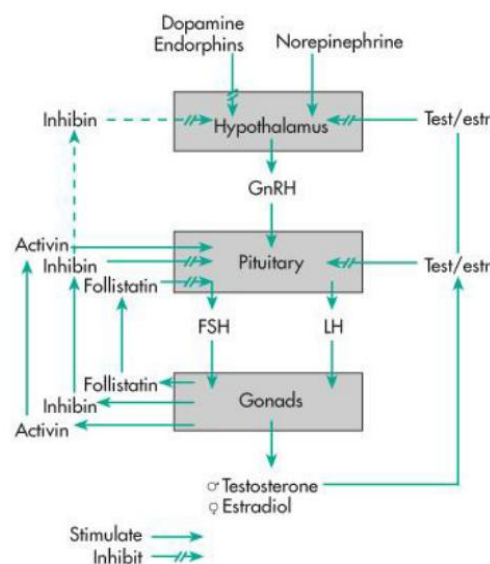 Dopamine
Endorphins
Norepinephrine
Inhibin
Hypothalamus
Test/estr
GnRH
Activin
Inhibin
Follistatin
Pituitary
Test/estr
FSH
LH
Follistatin
Inhibin
Activin
Gonads
♂ Testosterone
♀ Estradiol
Stimulate
Inhibit